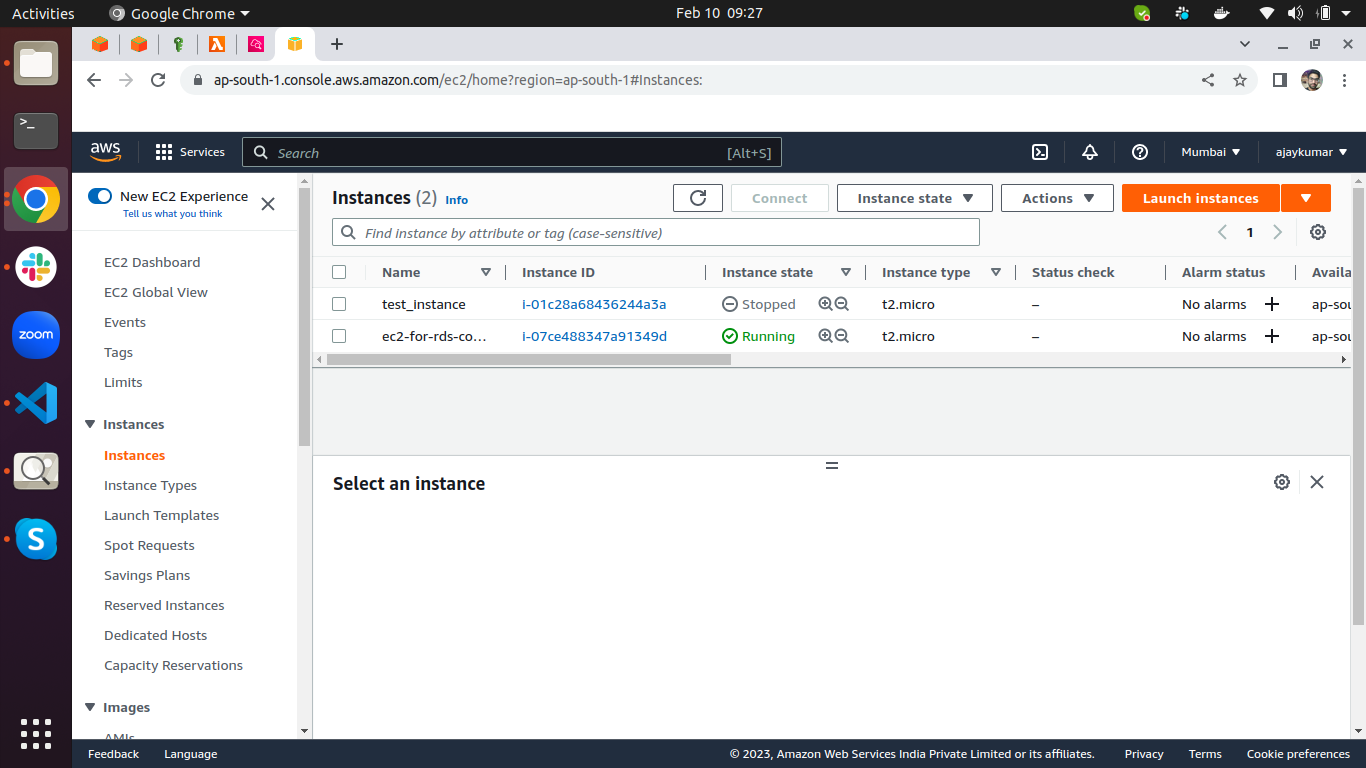 Activities Google Chrome Feb 10 09:27
ap-south-1.console.aws.amazon.com/ec2/home?region=ap-south-1#Instances:
aws Services Search [Alt+S] Mumbai ajaykumar
New EC2 Experience
Tell us what you think
EC2 Dashboard
EC2 Global View
Events
Tags
Limits
Instances
Instances
Instance Types
Launch Templates
Spot Requests
Savings Plans
Reserved Instances
Dedicated Hosts
Capacity Reservations
Images
AMIs
Instances (2) Info Connect Instance state Actions Launch instances
Find instance by attribute or tag (case-sensitive) 1
Name Instance ID Instance state Instance type Status check Alarm status Availa
test_instance i-01c28a68436244a3a Stopped t2.micro – No alarms + ap-sou
ec2-for-rds-co... i-07ce488347a91349d Running t2.micro – No alarms + ap-sou
Select an instance
zoom
S
Feedback Language © 2023, Amazon Web Services India Private Limited or its affiliates. Privacy Terms Cookie preferences